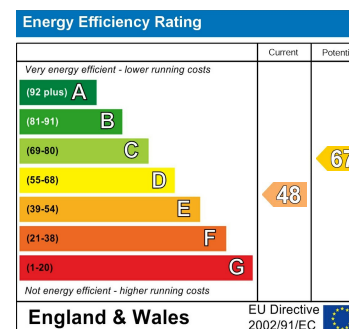 Energy Efficiency Rating
Current
Very energy efficient - lower running costs
(92 plus) A
(81-91) B
(69-80) C
(55-68) D
(39-54) E
(21-38) F
(1-20) G
48
67
Not energy efficient - higher running costs
England & Wales
EU Directive
2002/91/EC